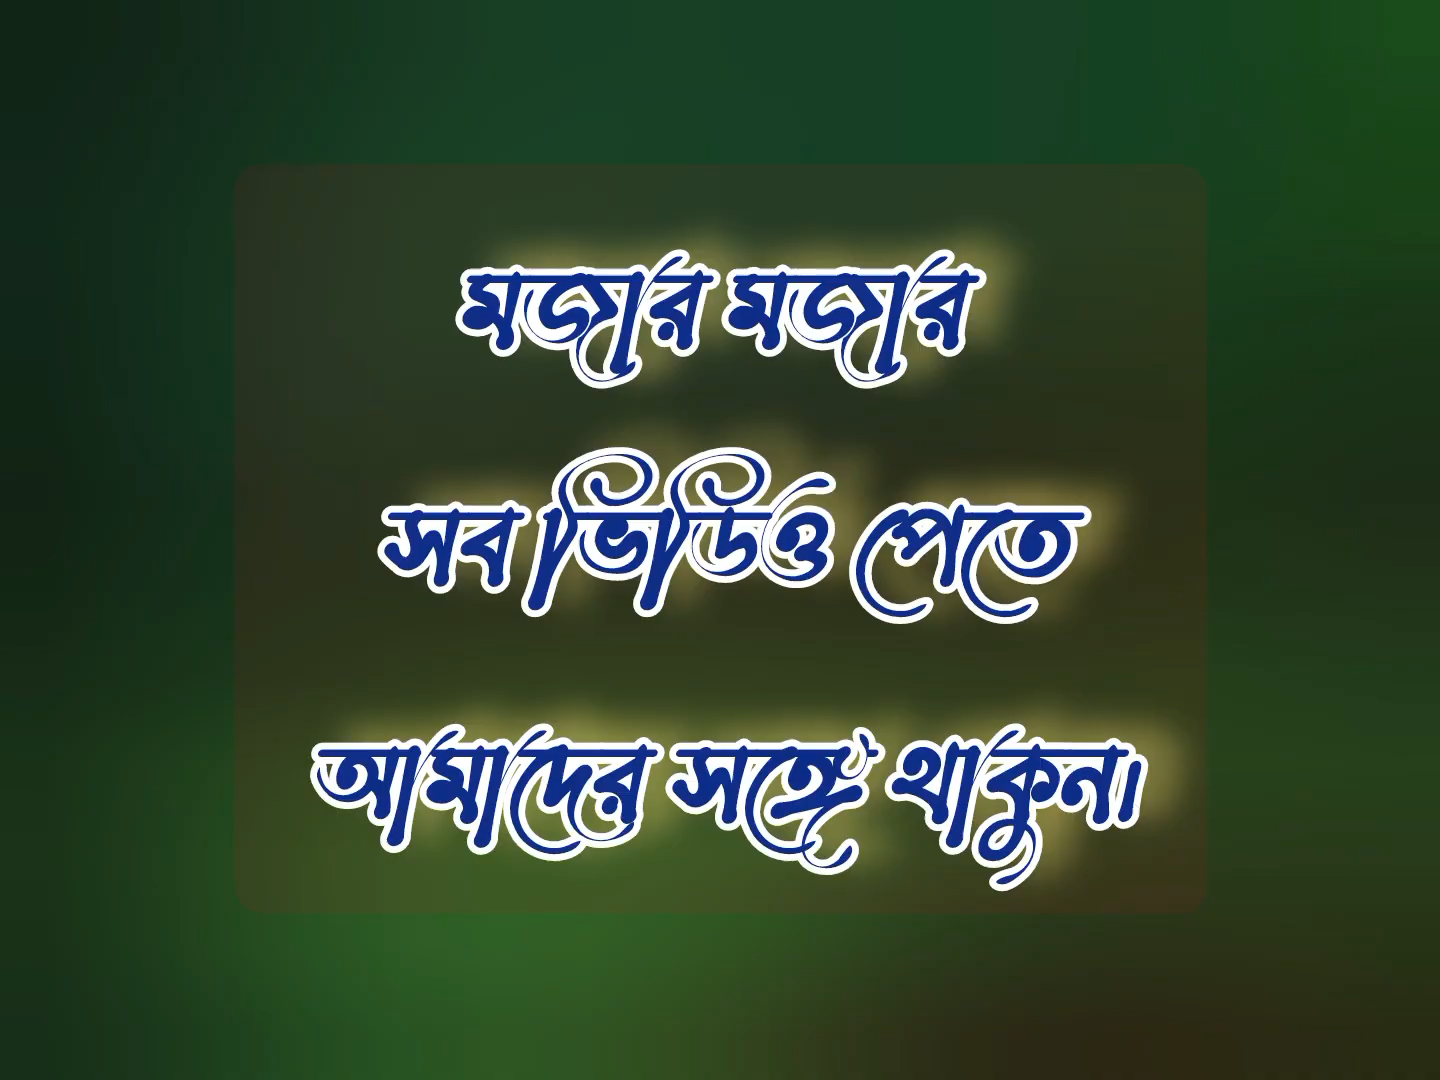 মজার মজার
সব ভিডিও পেতে
আমাদের সঙ্গে থাকুন।